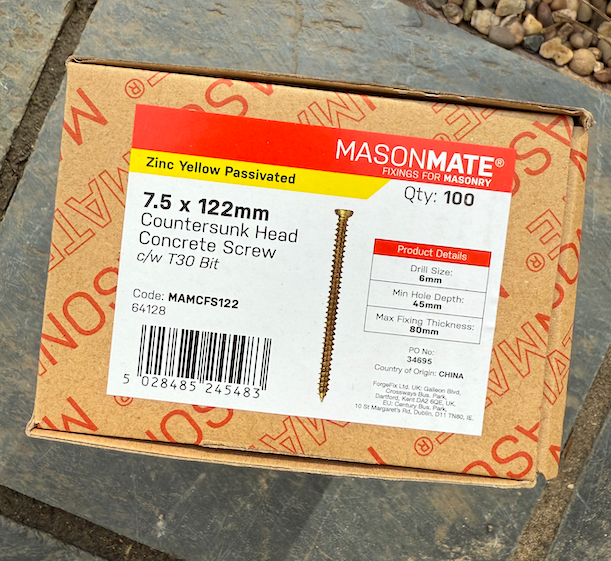 MASONMATE®
FIXINGS FOR MASONRY
Zinc Yellow Passivated
Qty: 100
7.5 x 122mm
Countersunk Head
Concrete Screw
c/w T30 Bit
Code: MAMCFS122
64128
5 028485 245483
Product Details
Drill Size:
6mm
Min Hole Depth:
45mm
Max Fixing Thickness:
80mm
PO No:
34695
Country of Origin: CHINA
ForgeFix Ltd, UK: Galleon Blvd,
Crossways Bus. Park,
Dartford, Kent DA2 6QE, UK.
EU: Century Bus. Park,
10 St Margaret's Rd, Dublin, D11 TN80, IE.